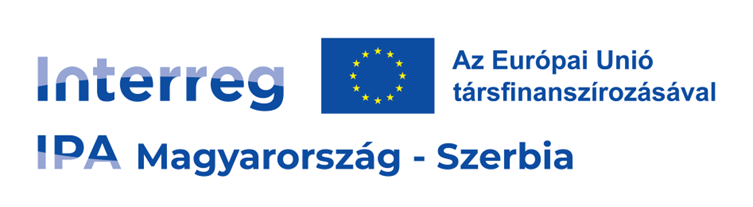 Interreg
Az Európai Unió
társfinanszírozásával
IPA Magyarország - Szerbia